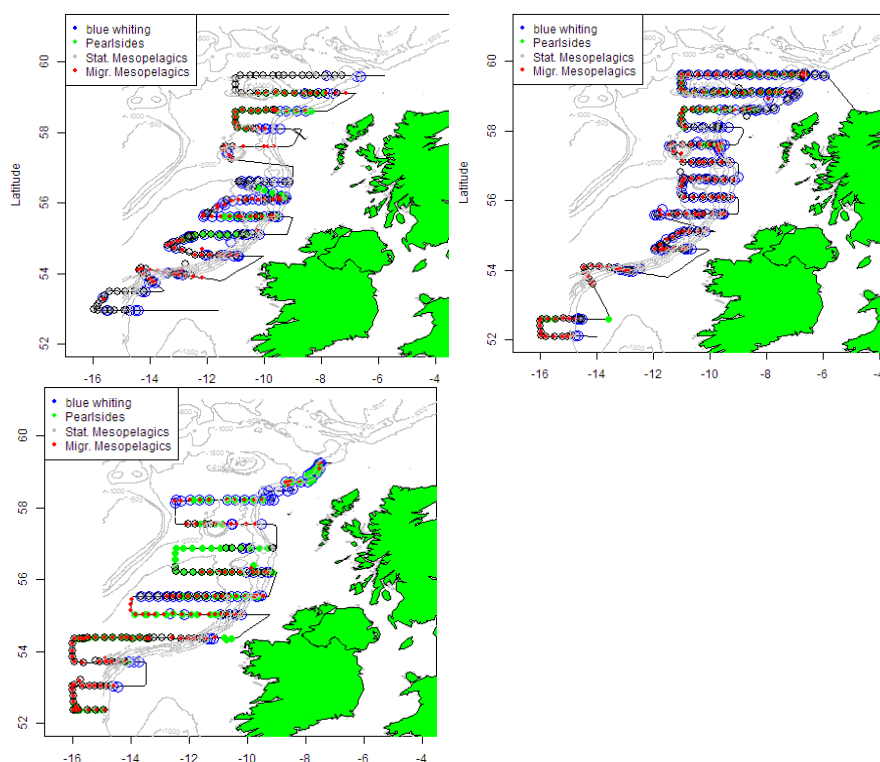 blue whiting
Pearlsides
Stat. Mesopelagics
Migr. Mesopelagics
Latitude
60
58
56
54
52
-16
-14
-12
-10
-8
-6
-4
blue whiting
Pearlsides
Stat. Mesopelagics
Migr. Mesopelagics
Latitude
60
58
56
54
52
-16
-14
-12
-10
-8
-6
-4
blue whiting
Pearlsides
Stat. Mesopelagics
Migr. Mesopelagics
60
58
56
54
52
-16
-14
-12
-10
-8
-6
-4